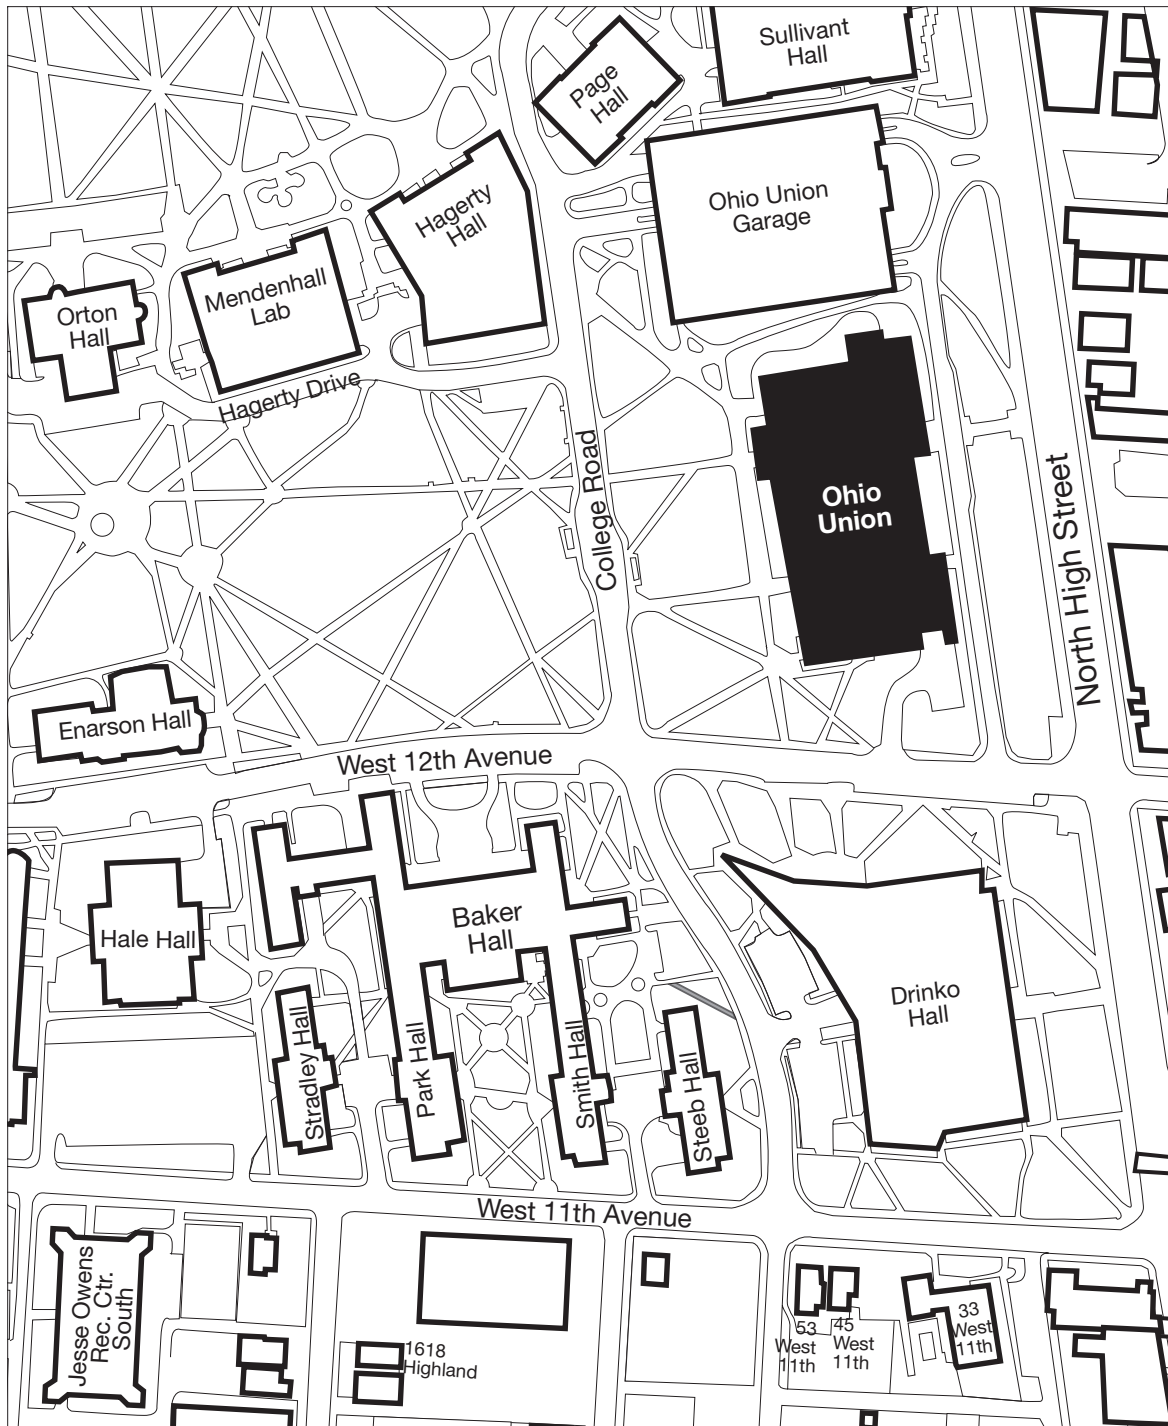 Sullivant
Hall
Page
Hall
Ohio Union
Garage
Hagerty
Hall
Mendenhall
Lab
Orton
Hall
Hagerty Drive
College Road
Ohio
Union
North High Street
Enarson Hall
West 12th Avenue
Baker
Hall
Hale Hall
Drinko
Hall
Stradley Hall
Park Hall
Smith Hall
Steeb Hall
West 11th Avenue
Jesse Owens
Rec. Ctr.
South
1618
Highland
53
West
11th
45
West
11th
33
West
11th